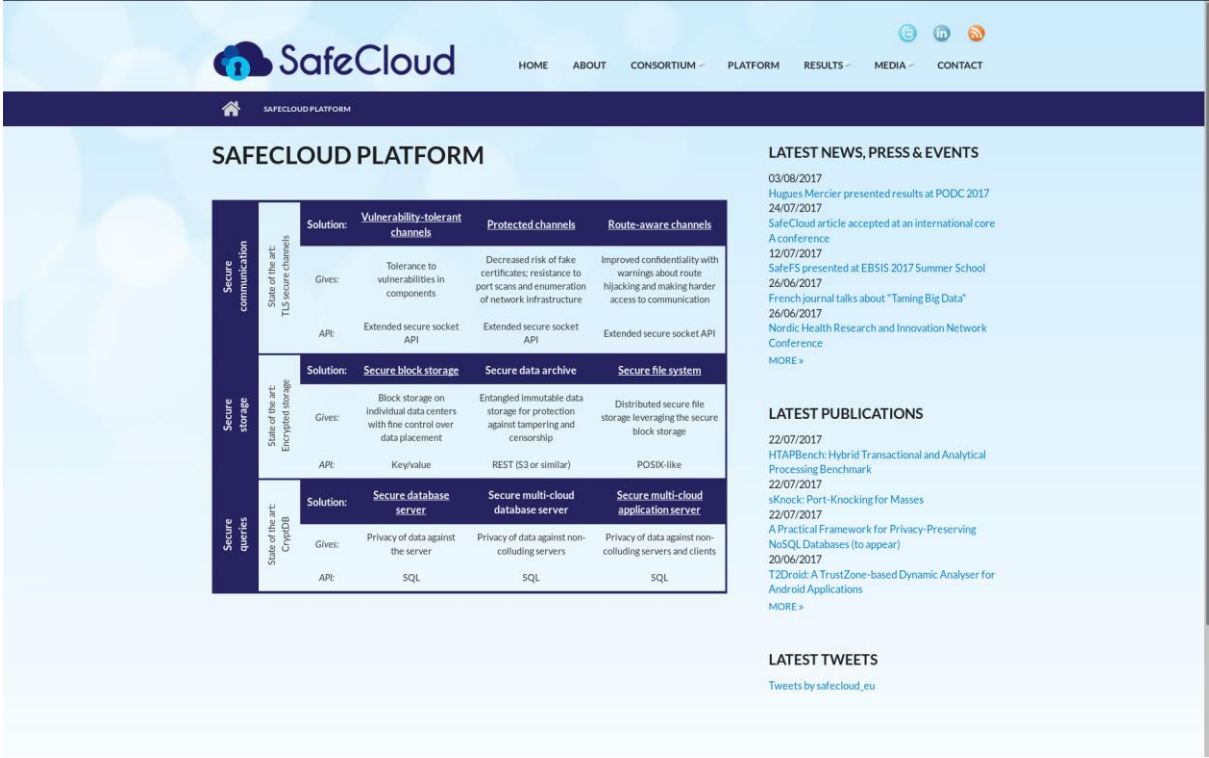 SafeCloud
HOME
ABOUT
CONSORTIUM
PLATFORM
RESULTS
MEDIA
CONTACT
SAFECLOUD PLATFORM
SAFECLOUD PLATFORM
Secure
communication
State of the art:
TLS secure channels
Solution:
Vulnerability-tolerant
channels
Protected channels
Route-aware channels
Gives:
Tolerance to
vulnerabilities in
components
Decreased risk of fake
certificates; resistance to
port scans and enumeration
of network infrastructure
Improved confidentiality with
warnings about route
hijacking and making harder
access to communication
API:
Extended secure socket
API
Extended secure socket
API
Extended secure socket API
Secure
storage
State of the art:
Encrypted storage
Solution:
Secure block storage
Secure data archive
Secure file system
Gives:
Block storage on
individual data centers
with fine control over
data placement
Entangled immutable data
storage for protection
against tampering and
censorship
Distributed secure file
storage leveraging the secure
block storage
API:
Key/value
REST (S3 or similar)
POSIX-like
Secure
queries
State of the art:
CryptDB
Solution:
Secure database
server
Secure multi-cloud
database server
Secure multi-cloud
application server
Gives:
Privacy of data against
the server
Privacy of data against non-
colluding servers
Privacy of data against non-
colluding servers and clients
API:
SQL
SQL
SQL
LATEST NEWS, PRESS & EVENTS
03/08/2017
Hugues Mercier presented results at PODC 2017
24/07/2017
SafeCloud article accepted at an international core
A conference
12/07/2017
SafeFS presented at EBSIS 2017 Summer School
26/06/2017
French journal talks about "Taming Big Data"
26/06/2017
Nordic Health Research and Innovation Network
Conference
MORE »
LATEST PUBLICATIONS
22/07/2017
HTAPBench: Hybrid Transactional and Analytical
Processing Benchmark
22/07/2017
sKnock: Port-Knocking for Masses
22/07/2017
A Practical Framework for Privacy-Preserving
NoSQL Databases (to appear)
20/06/2017
T2Droid: A TrustZone-based Dynamic Analyser for
Android Applications
MORE »
LATEST TWEETS
Tweets by safecloud_eu